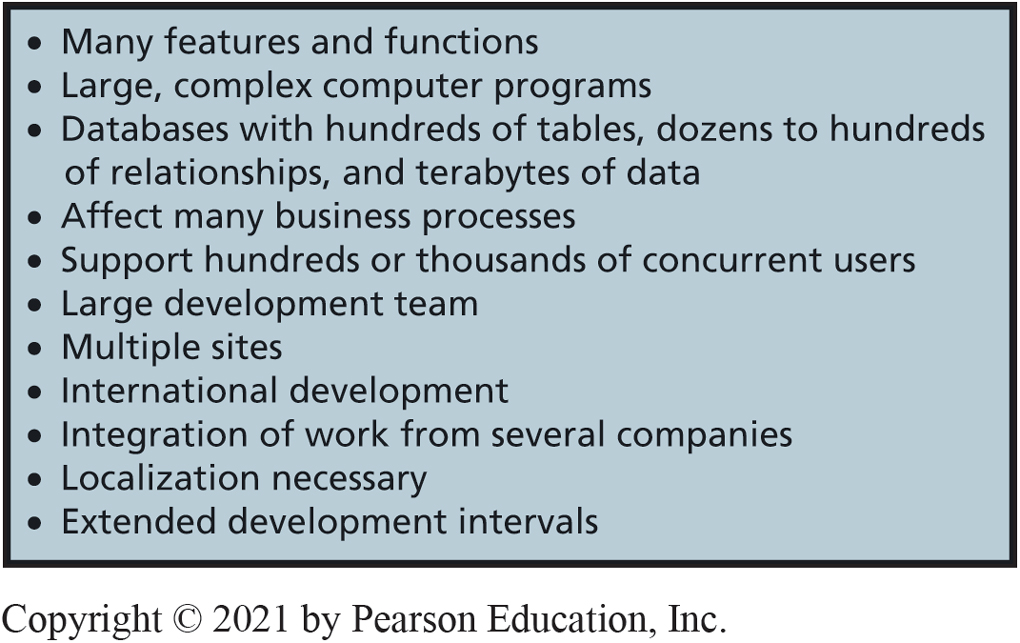 • Many features and functions
• Large, complex computer programs
• Databases with hundreds of tables, dozens to hundreds
of relationships, and terabytes of data
• Affect many business processes
• Support hundreds or thousands of concurrent users
• Large development team
• Multiple sites
• International development
• Integration of work from several companies
• Localization necessary
• Extended development intervals
Copyright © 2021 by Pearson Education, Inc.